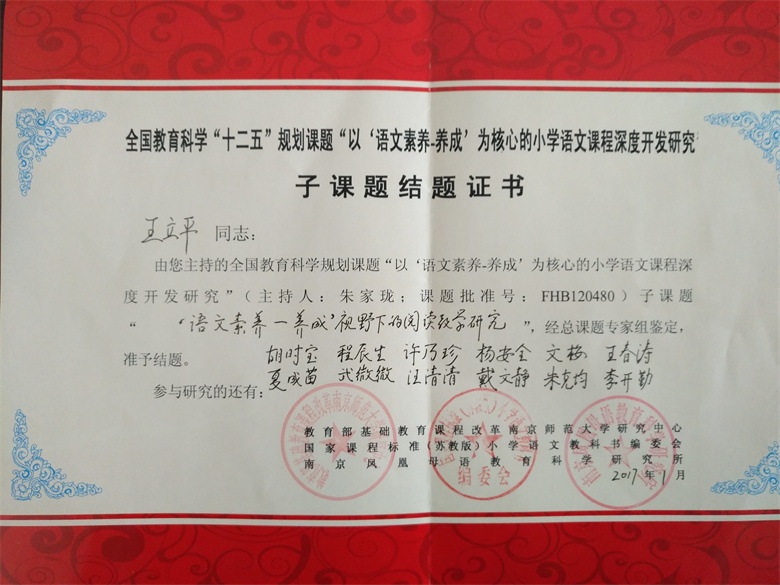 全国教育科学“十二五”规划课题“以‘语文素养-养成’为核心的小学语文课程深度开发研究
子课题结题证书
王立平 同志：
由您主持的全国教育科学规划课题“以‘语文素养-养成’为核心的小学语文课程深
度开发研究”（主持人：朱家珑；课题批准号：FHB120480）子课题
“ ‘语文素养—养成’视野下的阅读教学研究 ”，经总课题专家组鉴定，
准予结题。
胡时宝 程辰生 许乃珍 杨安全 文梅 王春涛
参与研究的还有：夏成苗 武微微 汪清清 戴文静 朱克均 李开勤
教育部基础教育课程改革南京师范大学研究中心
国家课程标准(苏教版)小学语文教科书编委会
南京凤凰母语教育科学研究所
编委会
2017年1月